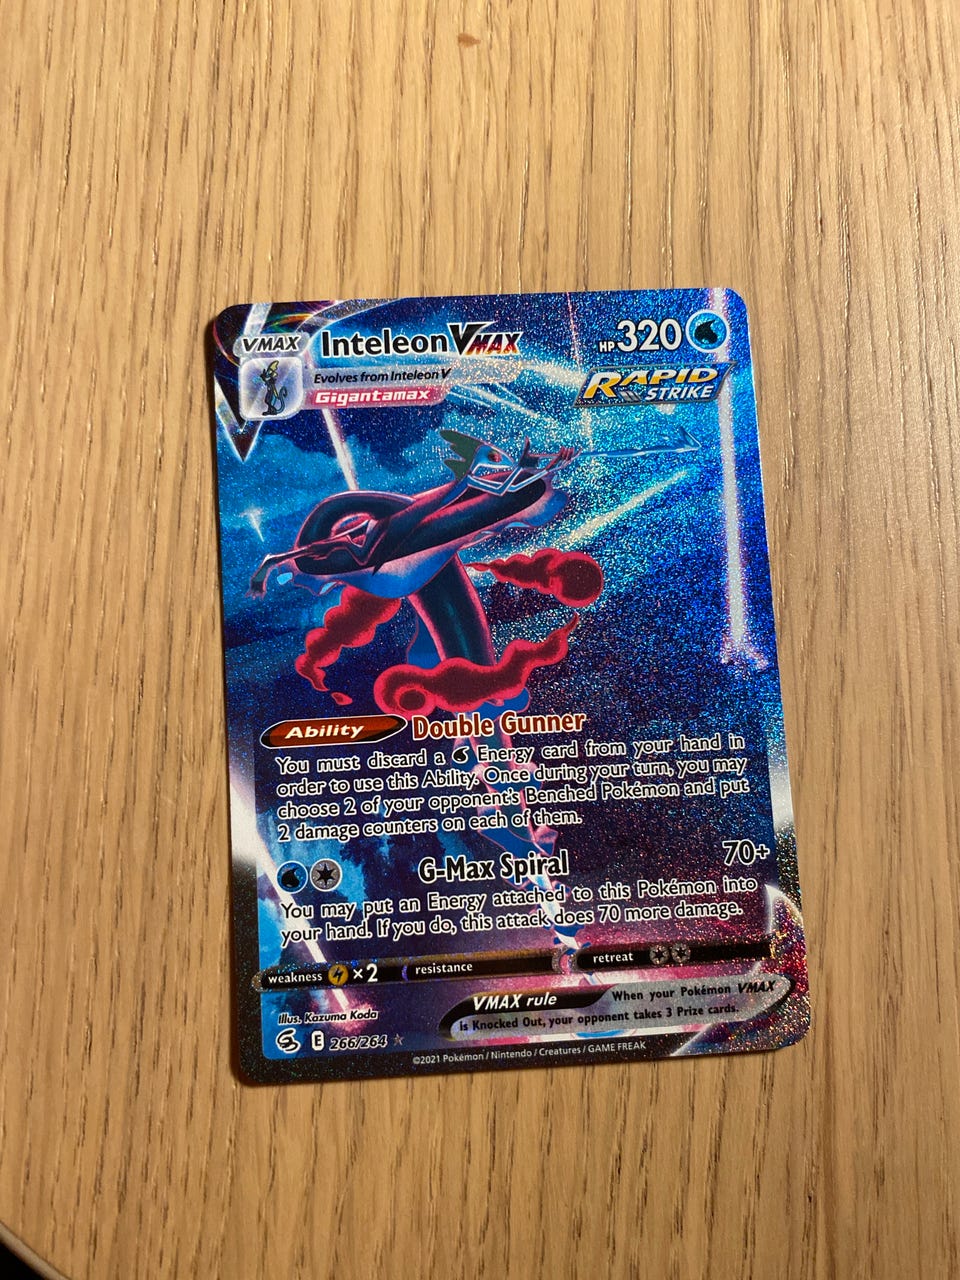 VMAX
Inteleon VMAX
HP 320
Evolves from Inteleon V
Gigantamax
RAPID
STRIKE
Ability Double Gunner
You must discard a Energy card from your hand in
order to use this Ability. Once during your turn, you may
choose 2 of your opponent's Benched Pokémon and put
2 damage counters on each of them.
G-Max Spiral 70+
You may put an Energy attached to this Pokémon into
your hand. If you do, this attack does 70 more damage.
weakness ×2 resistance retreat
VMAX rule When your Pokémon VMAX
is Knocked Out, your opponent takes 3 Prize cards.
Illus. Kazuma Koda
E 266/264
©2021 Pokémon / Nintendo / Creatures / GAME FREAK